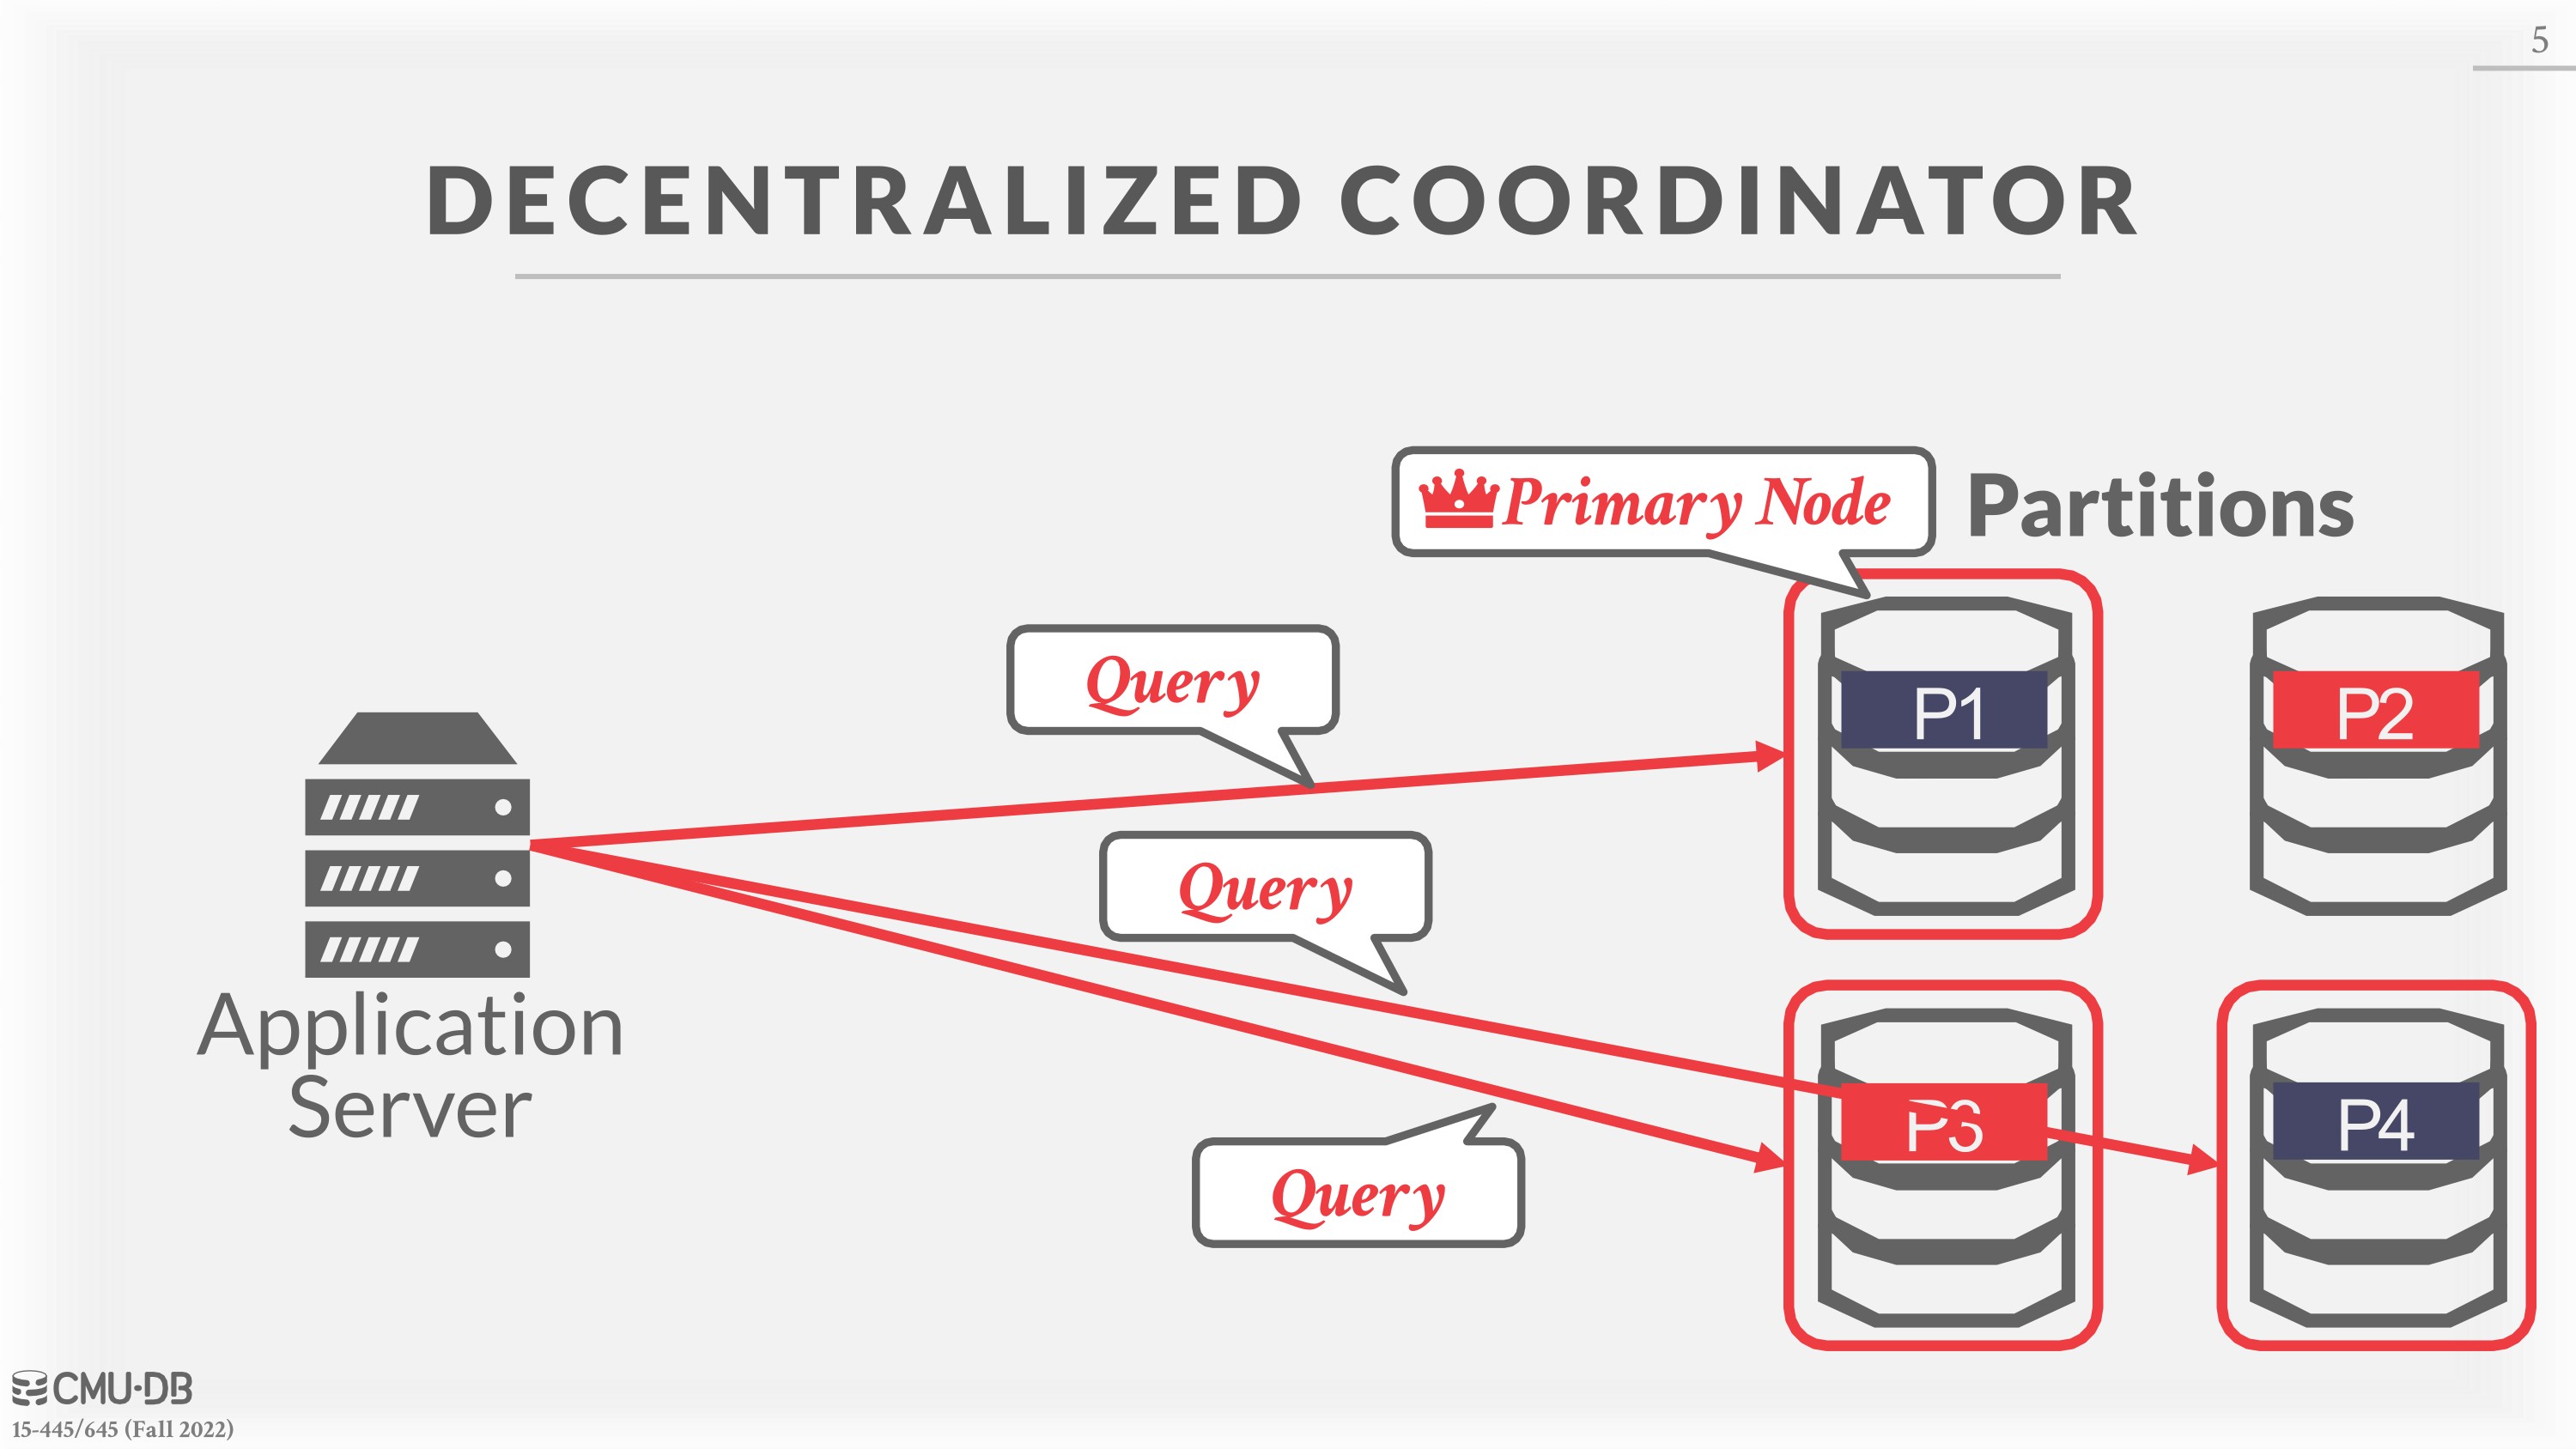 5
DECENTRALIZED COORDINATOR
Primary Node
Partitions
Query
P1
P2
Query
Application
Server
P3
P4
Query
CMU·DB
15-445/645 (Fall 2022)